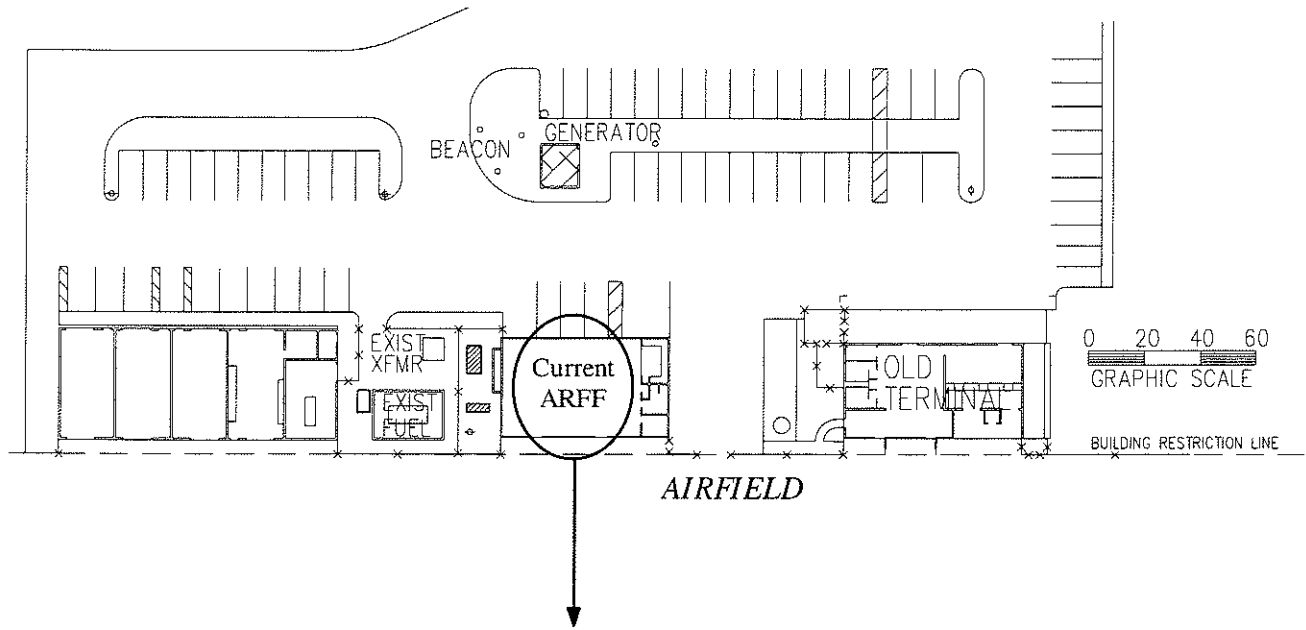 BEACON
GENERATOR
EXIST
XFMR
EXIST
FUEL
Current
ARFF
OLD
TERMINAL
0 20 40 60
GRAPHIC SCALE
BUILDING RESTRICTION LINE
AIRFIELD